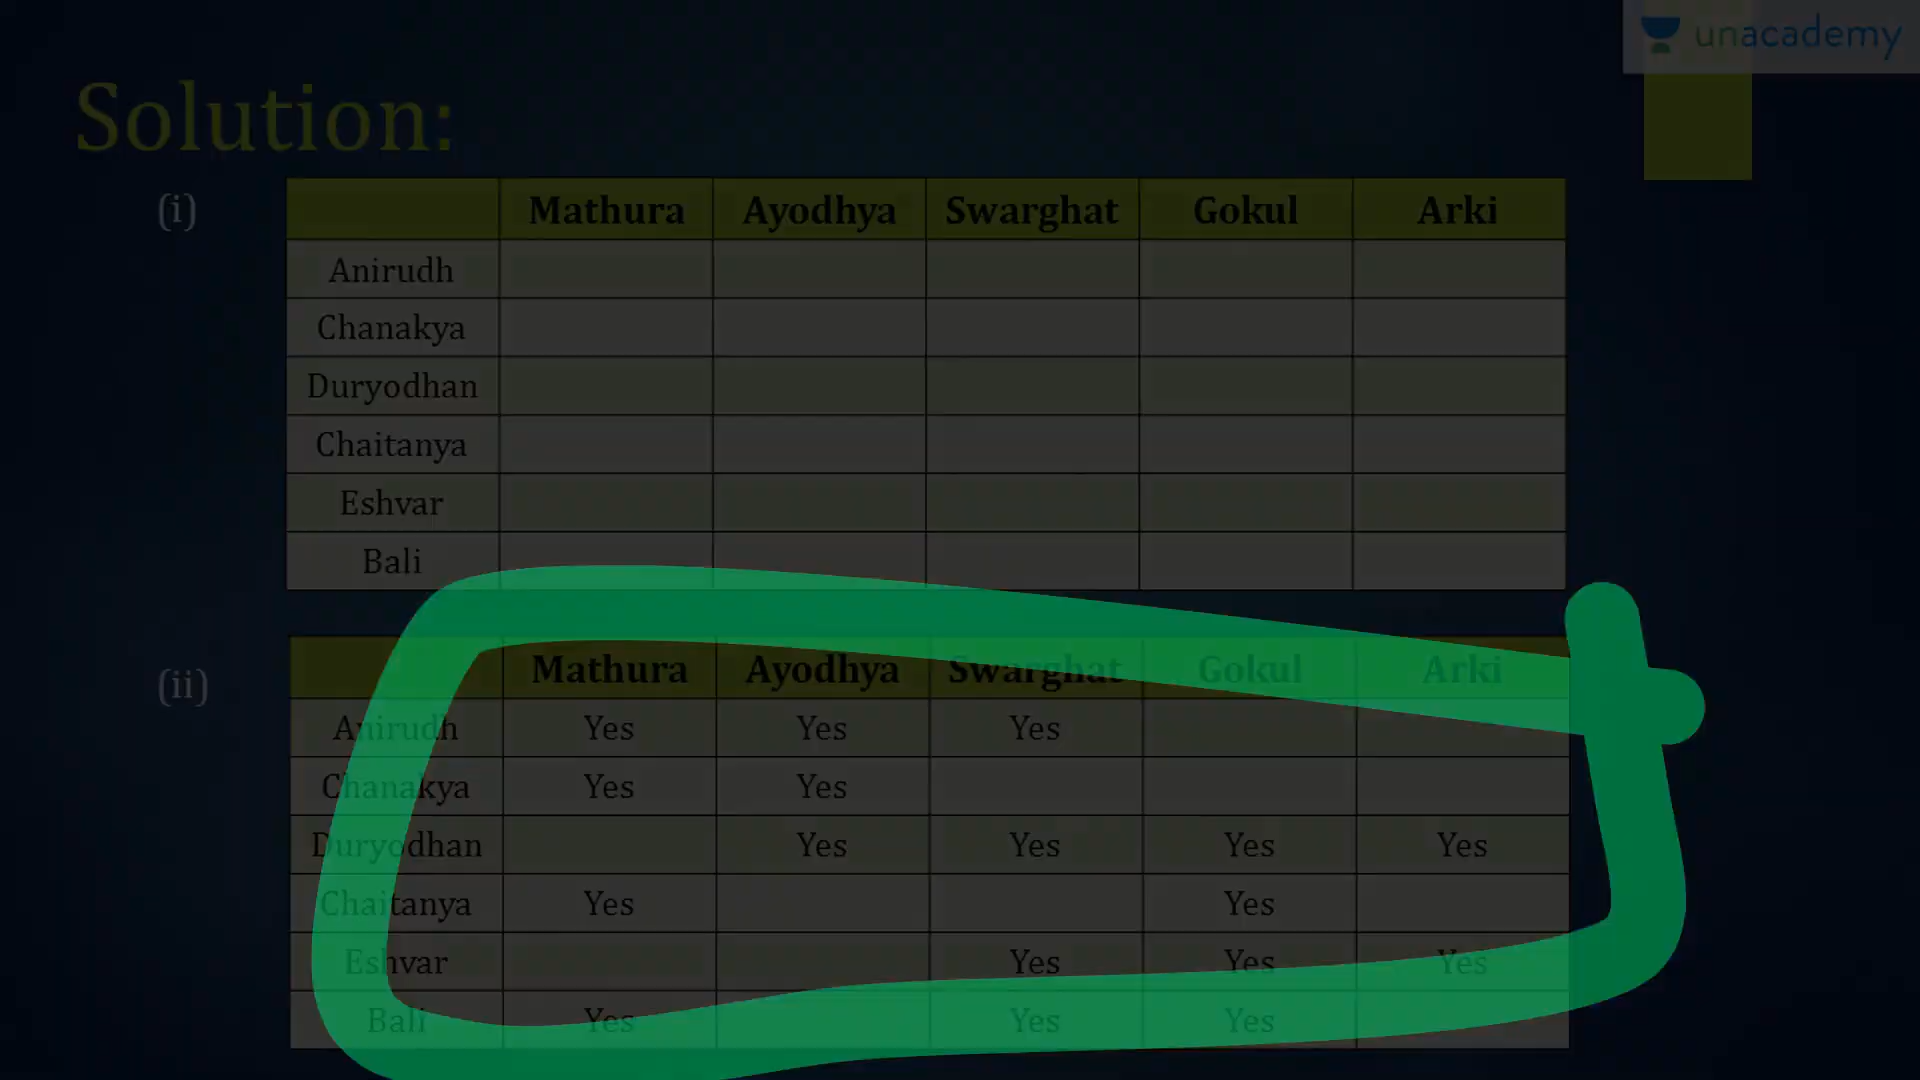 unacademy
Solution:
(i)
Mathura Ayodhya Swarghat Gokul Arki
Anirudh
Chanakya
Duryodhan
Chaitanya
Eshvar
Bali
(ii)
Mathura Ayodhya Swarghat Gokul Arki
Anirudh Yes Yes Yes
Chanakya Yes Yes
Duryodhan Yes Yes Yes Yes
Chaitanya Yes Yes
Eshvar Yes Yes Yes
Bali Yes Yes Yes